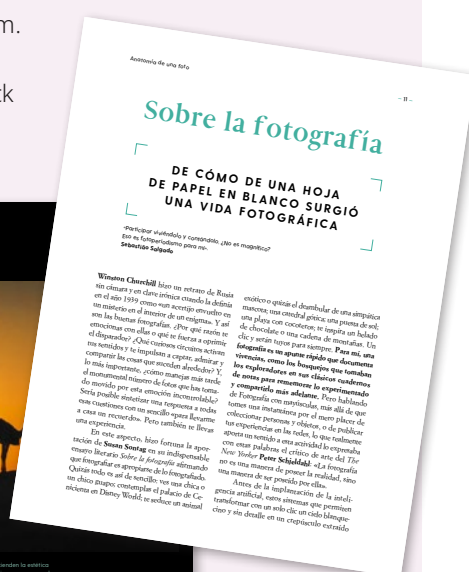 m.
tk
Anatomía de una foto
– 11 –
Sobre la fotografía
DE CÓMO DE UNA HOJA
DE PAPEL EN BLANCO SURGIÓ
UNA VIDA FOTOGRÁFICA
«Participar viviéndolo y contándolo. ¿No es magnífico?
Eso es fotoperiodismo para mí».
Sebastião Salgado
Winston Churchill hizo un retrato de Rusia
sin cámara y en clave irónica cuando la definía
en el año 1939 como «un acertijo envuelto en
un misterio en el interior de un enigma». Y así
son las buenas fotografías. ¿Por qué razón te
emocionas con ellas o qué te fuerza a oprimir
el disparador? ¿Qué curiosos circuitos activan
tus sentidos y te impulsan a captar, admirar y
compartir las cosas que suceden alrededor? Y,
lo más importante, ¿cómo manejas más tarde
el monumental número de fotos que has toma-
do movido por esta emoción incontrolable?
Sería posible sintetizar una respuesta a todas
esas cuestiones con un sencillo «para llevarme
a casa un recuerdo». Pero también te llevas
una experiencia.
En este aspecto, hizo fortuna la apor-
tación de Susan Sontag en su indispensable
ensayo literario Sobre la fotografía afirmando
que fotografiar es apropiarse de lo fotografiado.
Quizás todo es así de sencillo: ves una chica o
un chico guapo; contemplas el palacio de Ce-
nicienta en Disney World; te seduce un animal
exótico o quizás el deambular de una simpática
mascota; una catedral gótica; una puesta de sol;
una playa con cocoteros; te inspira un helado
de chocolate o una cadena de montañas. Un
clic y serán tuyos para siempre. Para mí, una
fotografía es un apunte rápido que documenta
vivencias, como los bosquejos que tomaban
los exploradores en sus clásicos cuadernos
de notas para rememorar lo experimentado
y compartirlo más adelante. Pero hablando
de Fotografía con mayúsculas, más allá de que
tomes una instantánea por el mero placer de
coleccionar personas y objetos, o de publicar
tus experiencias en las redes, lo que realmente
aporta un sentido a esta actividad lo expresaba
con estas palabras el crítico de arte del The
New Yorker Peter Schjeldahl: «La fotografía
no es una manera de poseer la realidad, sino
una manera de ser poseído por ella».
Antes de la implantación de la inteli-
gencia artificial, estos sistemas que permiten
transformar con un solo clic un cielo blanque-
cino y sin detalle en un crepúsculo extraído
ienden la estética